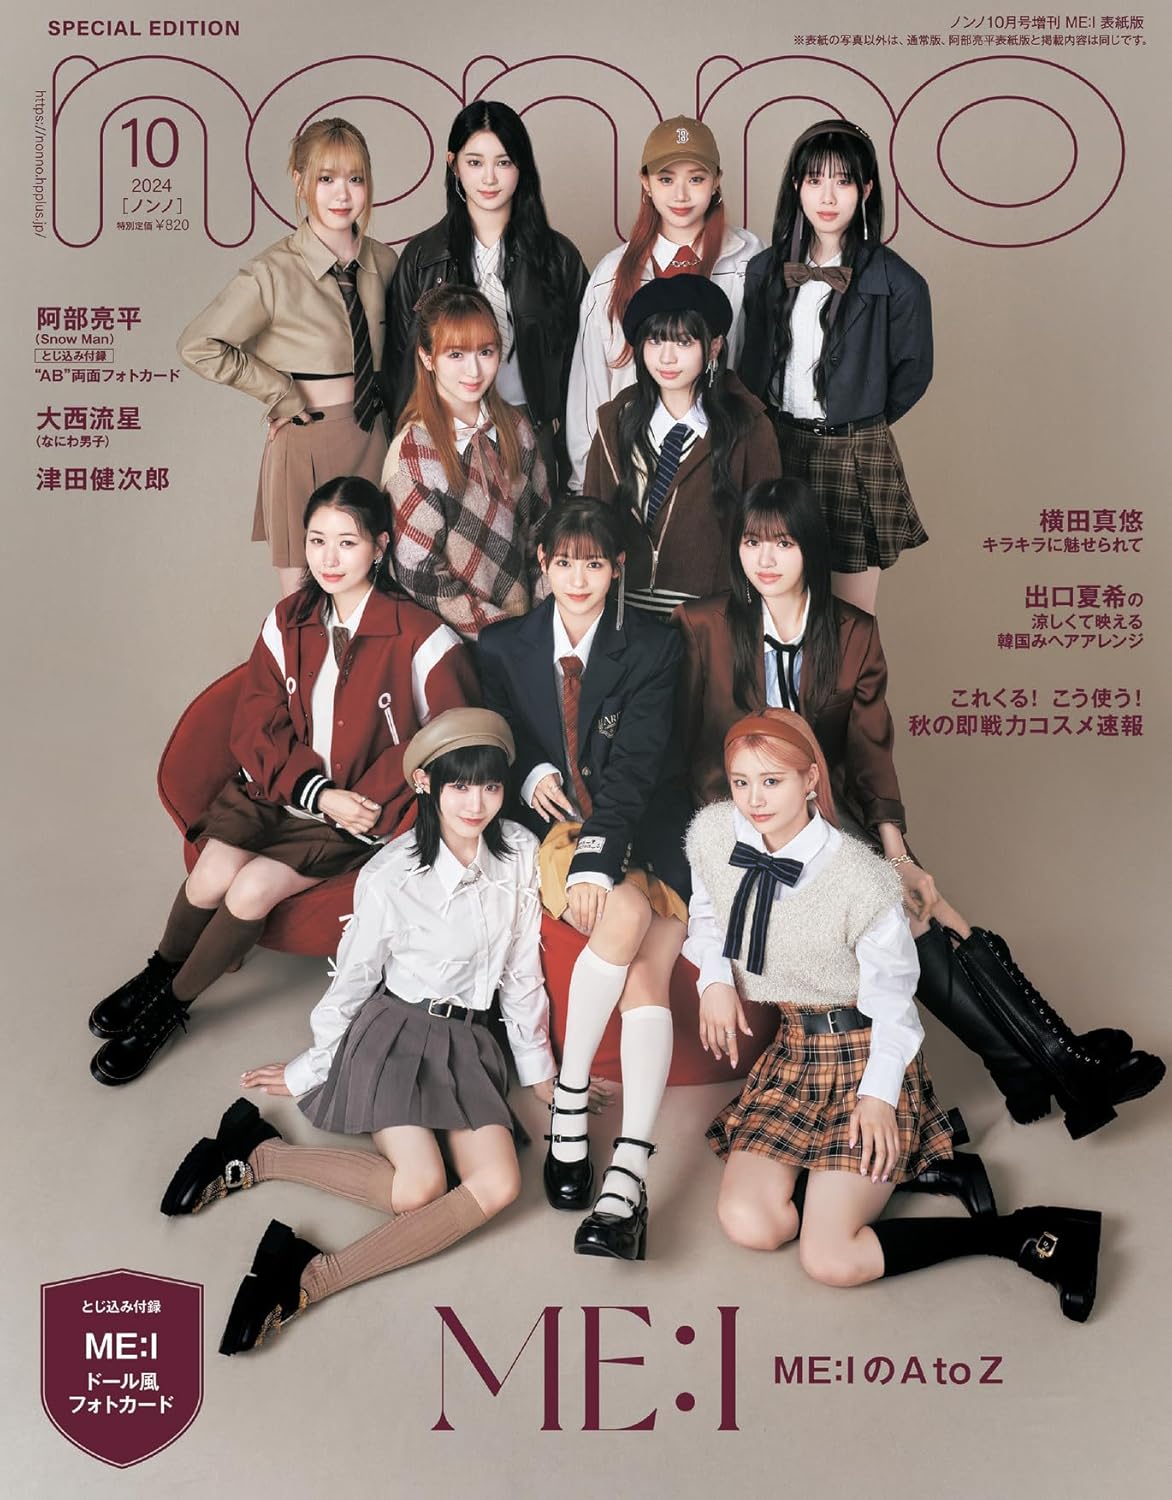 SPECIAL EDITION
ノンノ10月号増刊 ME:I 表紙版
※表紙の写真以外は、通常版、阿部亮平表紙版と掲載内容は同じです。
non-no
https://nonno.hpplus.jp/
10
2024
[ノンノ]
特別定価 ¥820
B
阿部亮平
(Snow Man)
とじ込み付録
“AB”両面フォトカード
大西流星
(なにわ男子)
津田健次郎
横田真悠
キラキラに魅せられて
出口夏希の
涼しくて映える
韓国みヘアアレンジ
これくる! こう使う!
秋の即戦力コスメ速報
とじ込み付録
ME:I
ドール風
フォトカード
ME:I
ME:IのA to Z